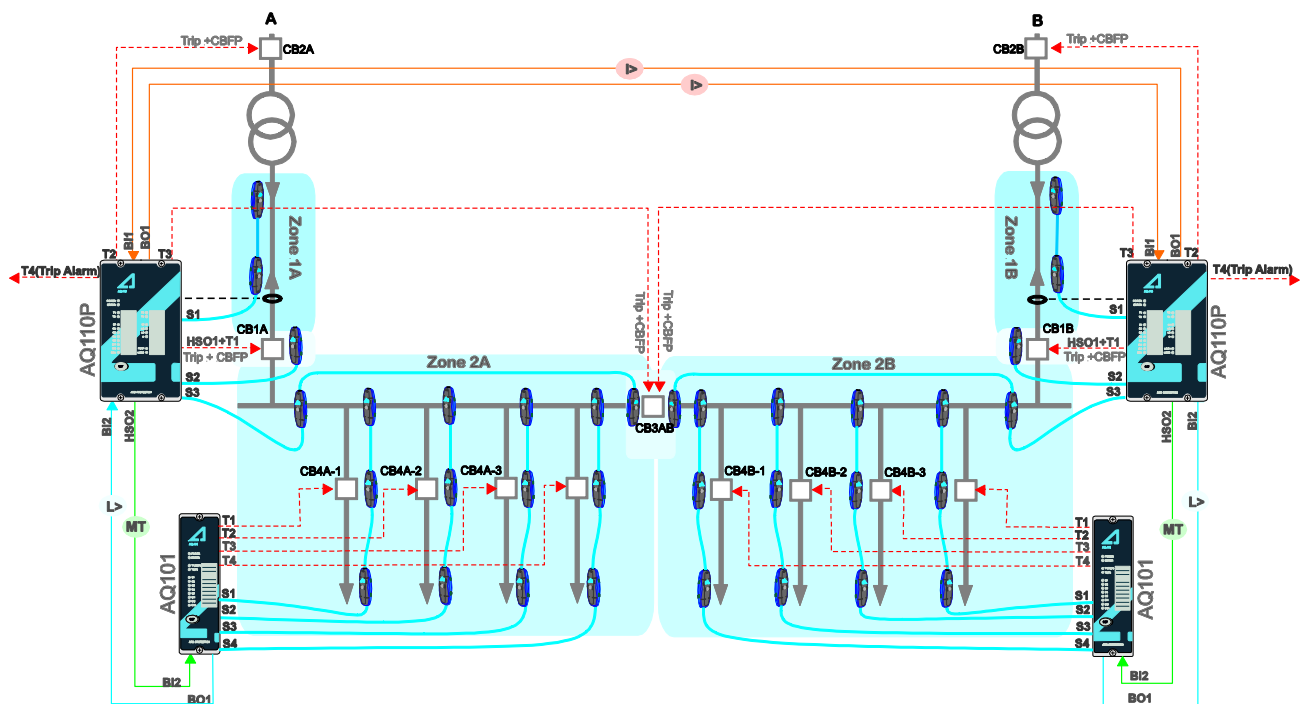 A
B
Trip +CBFP
CB2A
CB2B
Trip +CBFP
I>
I>
Zone 1A
Zone 1B
T2
BI1
BO1
T3
T3
BI1
BO1
T2
T4(Trip Alarm)
T4(Trip Alarm)
AQ110P
AQ110P
S1
S1
CB1A
CB1B
HSO1+T1
Trip + CBFP
HSO1+T1
Trip +CBFP
Trip +CBFP
Trip +CBFP
S2
S3
S2
S3
Zone 2A
Zone 2B
BI2
HSO2
HSO2
BI2
CB3AB
CB4A-1
CB4A-2
CB4A-3
CB4B-1
CB4B-2
CB4B-3
L>
MT
MT
L>
T1
T2
T3
T4
T1
T2
T3
T4
AQ101
AQ101
S1
S2
S3
S4
S1
S2
S3
S4
BI2
BO1
BI2
BO1